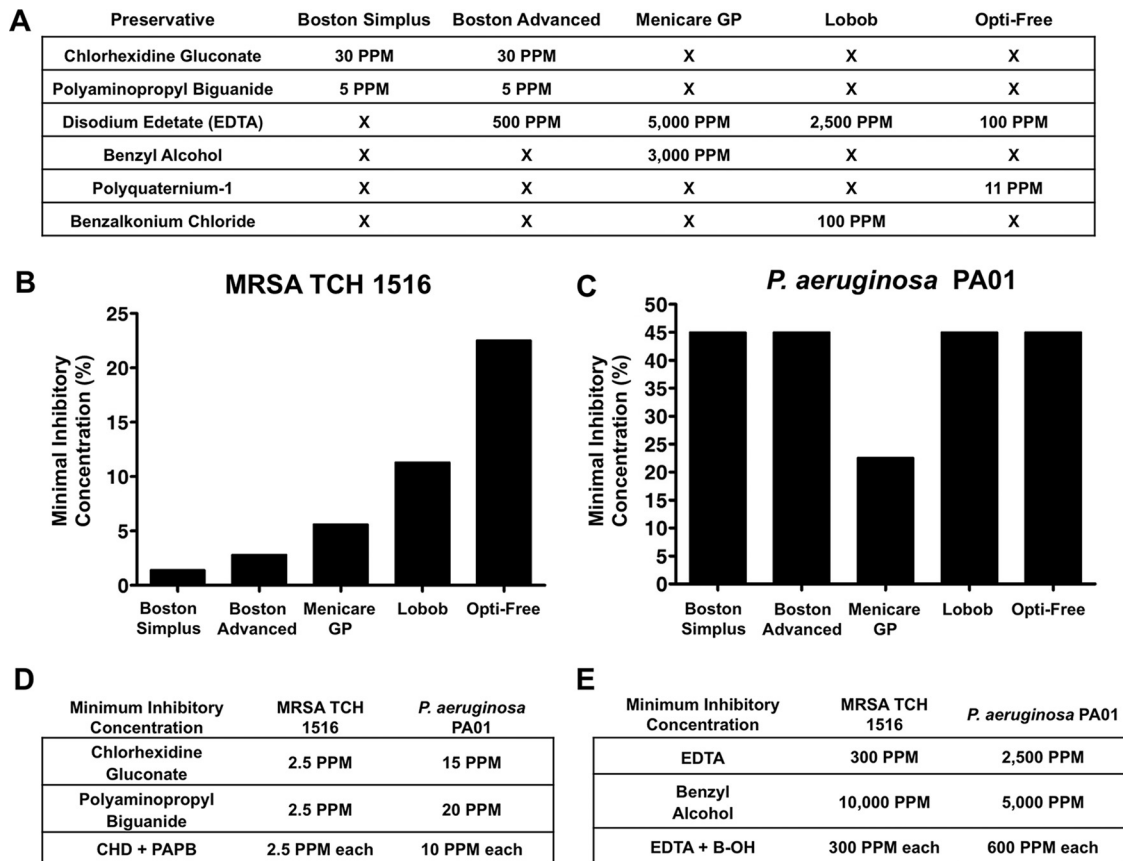 A
Preservative Boston Simplus Boston Advanced Menicare GP Lobob Opti-Free
Chlorhexidine Gluconate 30 PPM 30 PPM X X X
Polyaminopropyl Biguanide 5 PPM 5 PPM X X X
Disodium Edetate (EDTA) X 500 PPM 5,000 PPM 2,500 PPM 100 PPM
Benzyl Alcohol X X 3,000 PPM X X
Polyquaternium-1 X X X X 11 PPM
Benzalkonium Chloride X X X 100 PPM X
B
MRSA TCH 1516
Minimal Inhibitory
Concentration (%)
25
20
15
10
5
0
Boston
Simplus
Boston
Advanced
Menicare
GP
Lobob
Opti-Free
C
P. aeruginosa PA01
Minimal Inhibitory
Concentration (%)
50
45
40
35
30
25
20
15
10
5
0
Boston
Simplus
Boston
Advanced
Menicare
GP
Lobob
Opti-Free
D
Minimum Inhibitory
Concentration
MRSA TCH
1516
P. aeruginosa
PA01
Chlorhexidine
Gluconate
2.5 PPM 15 PPM
Polyaminopropyl
Biguanide
2.5 PPM 20 PPM
CHD + PAPB 2.5 PPM each 10 PPM each
E
Minimum Inhibitory
Concentration
MRSA TCH
1516
P. aeruginosa PA01
EDTA 300 PPM 2,500 PPM
Benzyl
Alcohol
10,000 PPM 5,000 PPM
EDTA + B-OH 300 PPM each 600 PPM each